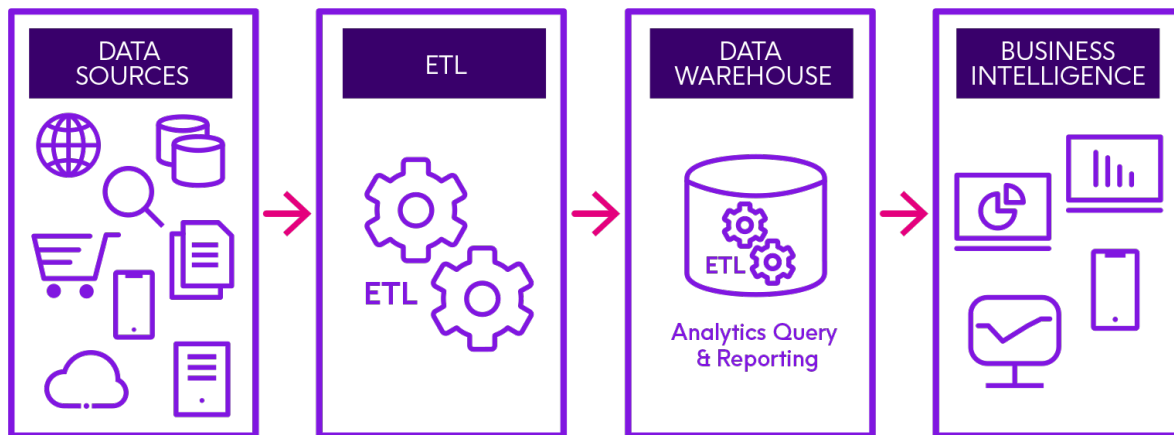 DATA
SOURCES
ETL
ETL
DATA
WAREHOUSE
ETL
Analytics Query
& Reporting
BUSINESS
INTELLIGENCE